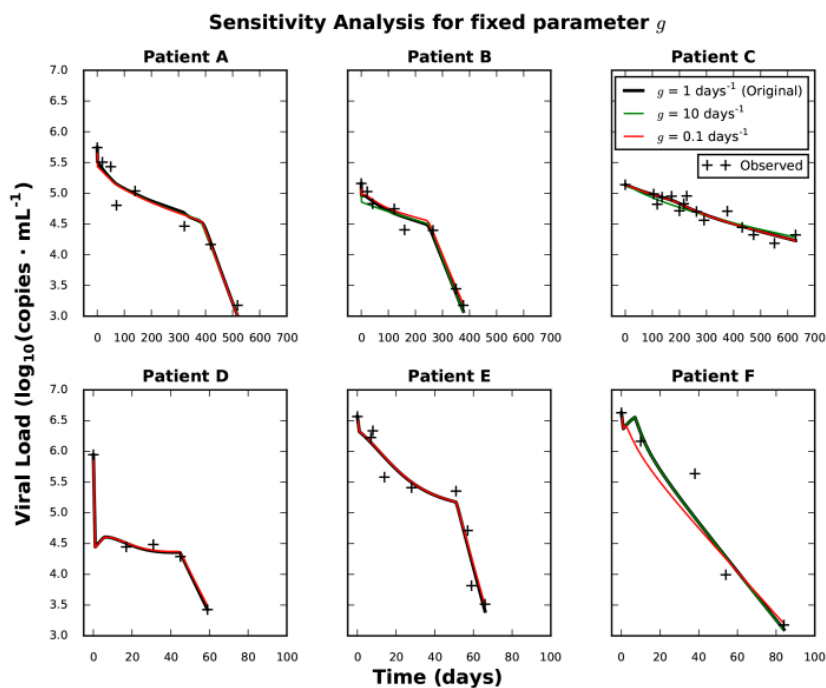 Sensitivity Analysis for fixed parameter g
Patient A
Patient B
Patient C
7.0
6.5
6.0
5.5
5.0
4.5
4.0
3.5
3.0
g = 1 days⁻¹ (Original)
g = 10 days⁻¹
g = 0.1 days⁻¹
+ + Observed
0 100 200 300 400 500 600 700
0 100 200 300 400 500 600 700
0 100 200 300 400 500 600 700
Viral Load (log₁₀(copies · mL⁻¹)
Patient D
Patient E
Patient F
7.0
6.5
6.0
5.5
5.0
4.5
4.0
3.5
3.0
0 20 40 60 80 100
0 20 40 60 80 100
0 20 40 60 80 100
Time (days)